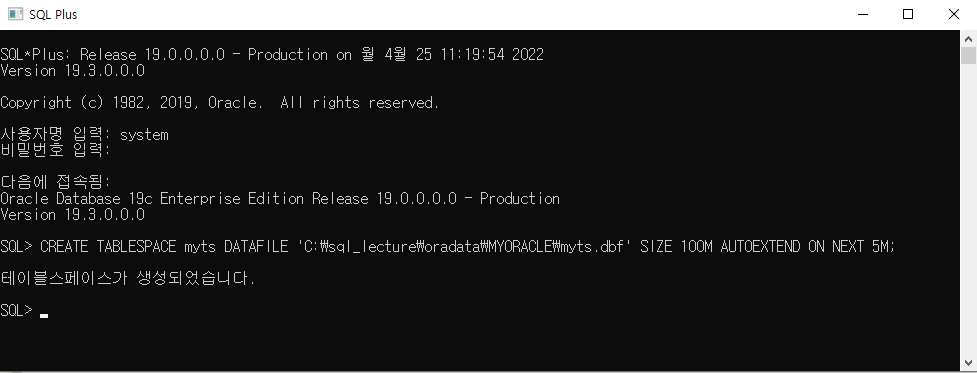 SQL Plus
SQL*Plus: Release 19.0.0.0.0 - Production on 월 4월 25 11:19:54 2022
Version 19.3.0.0.0
Copyright (c) 1982, 2019, Oracle.  All rights reserved.
사용자명 입력: system
비밀번호 입력:
다음에 접속됨:
Oracle Database 19c Enterprise Edition Release 19.0.0.0.0 - Production
Version 19.3.0.0.0
SQL> CREATE TABLESPACE myts DATAFILE 'C:₩sql_lecture₩oradata₩MYORACLE₩myts.dbf' SIZE 100M AUTOEXTEND ON NEXT 5M;
테이블스페이스가 생성되었습니다.
SQL>